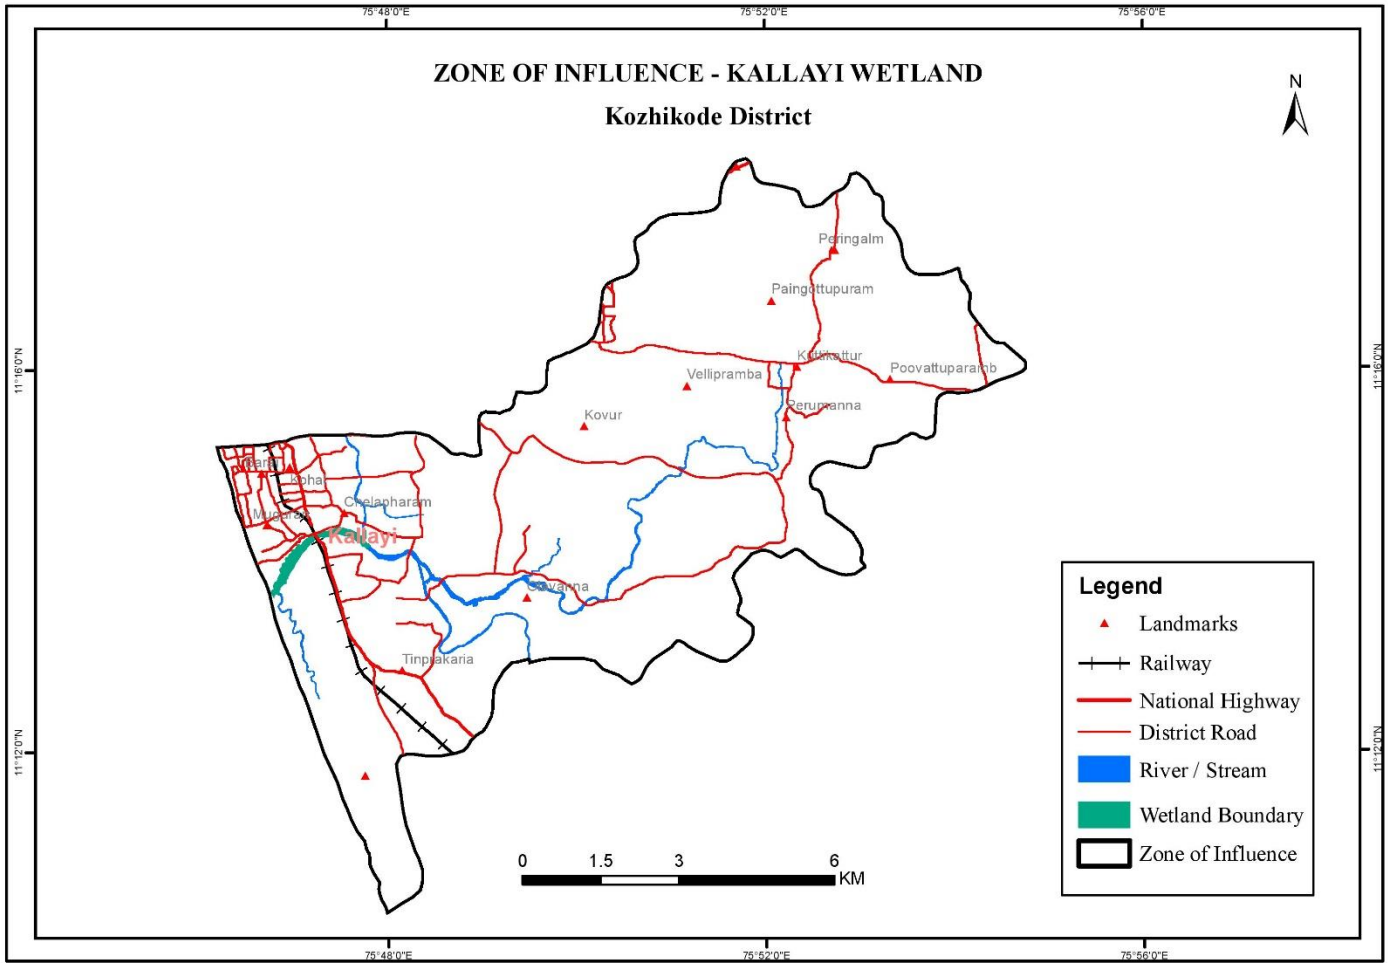 75°48'0"E
75°52'0"E
75°56'0"E
ZONE OF INFLUENCE - KALLAYI WETLAND
Kozhikode District
N
Peringalm
Paingottupuram
11°16'0"N
11°16'0"N
Kuttikattur
Poovattuparamb
Vellipramba
Perumanna
Kovur
Kohal
Chelapharam
Kallayi
Tinprakaria
11°12'0"N
11°12'0"N
Legend
Landmarks
Railway
National Highway
District Road
River / Stream
Wetland Boundary
Zone of Influence
0 1.5 3 6
KM
75°48'0"E
75°52'0"E
75°56'0"E